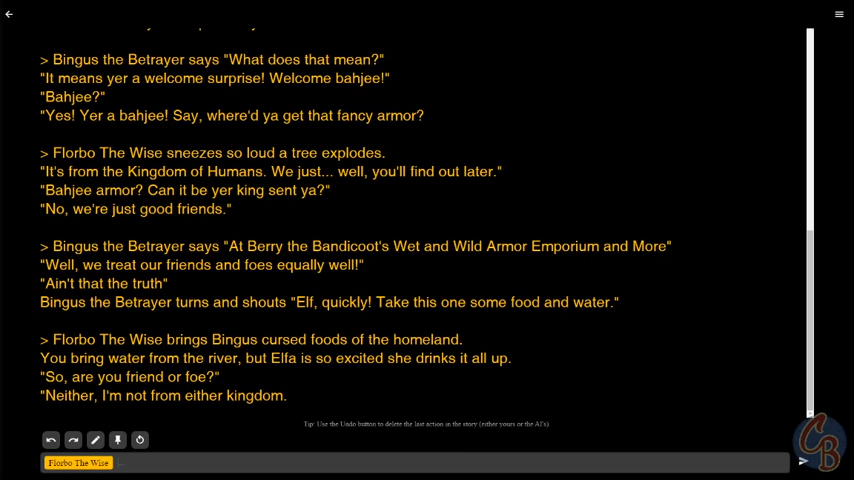 > Bingus the Betrayer says "What does that mean?"
"It means yer a welcome surprise! Welcome bahjee!"
"Bahjee?"
"Yes! Yer a bahjee! Say, where'd ya get that fancy armor?
> Florbo The Wise sneezes so loud a tree explodes.
"It's from the Kingdom of Humans. We just... well, you'll find out later."
"Bahjee armor? Can it be yer king sent ya?"
"No, we're just good friends."
> Bingus the Betrayer says "At Berry the Bandicoot's Wet and Wild Armor Emporium and More"
"Well, we treat our friends and foes equally well!"
"Ain't that the truth"
Bingus the Betrayer turns and shouts "Elf, quickly! Take this one some food and water."
> Florbo The Wise brings Bingus cursed foods of the homeland.
You bring water from the river, but Elfa is so excited she drinks it all up.
"So, are you friend or foe?"
"Neither, I'm not from either kingdom.
Tip: Use the Undo button to delete the last action in the story (either yours or the AI's)
Florbo The Wise
CB